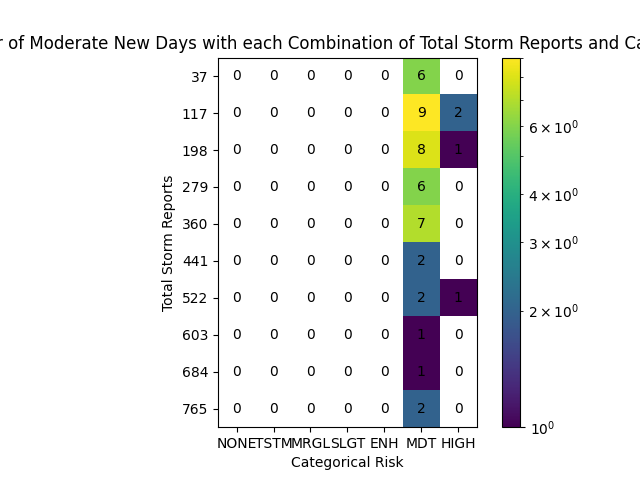 r of Moderate New Days with each Combination of Total Storm Reports and Ca
37 0 0 0 0 0 6 0
117 0 0 0 0 0 9 2
198 0 0 0 0 0 8 1
279 0 0 0 0 0 6 0
360 0 0 0 0 0 7 0
441 0 0 0 0 0 2 0
522 0 0 0 0 0 2 1
603 0 0 0 0 0 1 0
684 0 0 0 0 0 1 0
765 0 0 0 0 0 2 0
NONE TSTM MRGL SLGT ENH MDT HIGH
Categorical Risk
Total Storm Reports
6 × 10⁰
4 × 10⁰
3 × 10⁰
2 × 10⁰
10⁰